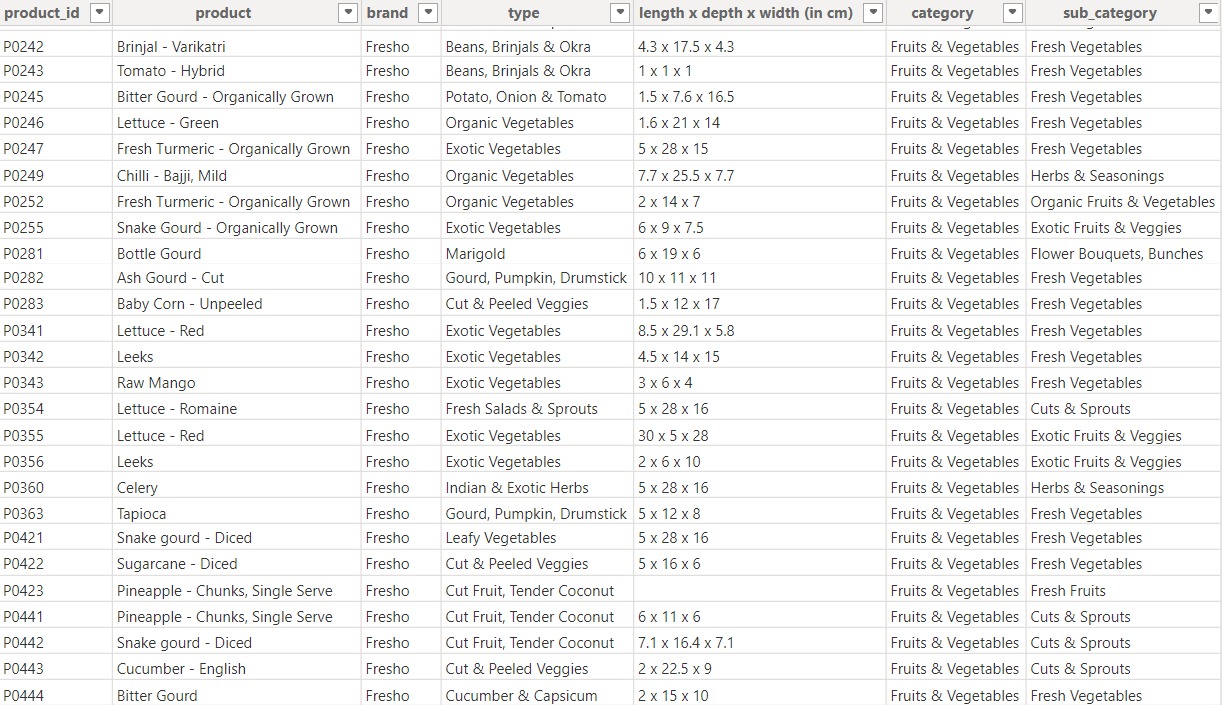 product_id product brand type length x depth x width (in cm) category sub_category
P0242 Brinjal - Varikatri Fresho Beans, Brinjals & Okra 4.3 x 17.5 x 4.3 Fruits & Vegetables Fresh Vegetables
P0243 Tomato - Hybrid Fresho Beans, Brinjals & Okra 1 x 1 x 1 Fruits & Vegetables Fresh Vegetables
P0245 Bitter Gourd - Organically Grown Fresho Potato, Onion & Tomato 1.5 x 7.6 x 16.5 Fruits & Vegetables Fresh Vegetables
P0246 Lettuce - Green Fresho Organic Vegetables 1.6 x 21 x 14 Fruits & Vegetables Fresh Vegetables
P0247 Fresh Turmeric - Organically Grown Fresho Exotic Vegetables 5 x 28 x 15 Fruits & Vegetables Fresh Vegetables
P0249 Chilli - Bajji, Mild Fresho Organic Vegetables 7.7 x 25.5 x 7.7 Fruits & Vegetables Herbs & Seasonings
P0252 Fresh Turmeric - Organically Grown Fresho Organic Vegetables 2 x 14 x 7 Fruits & Vegetables Organic Fruits & Vegetables
P0255 Snake Gourd - Organically Grown Fresho Exotic Vegetables 6 x 9 x 7.5 Fruits & Vegetables Exotic Fruits & Veggies
P0281 Bottle Gourd Fresho Marigold 6 x 19 x 6 Fruits & Vegetables Flower Bouquets, Bunches
P0282 Ash Gourd - Cut Fresho Gourd, Pumpkin, Drumstick 10 x 11 x 11 Fruits & Vegetables Fresh Vegetables
P0283 Baby Corn - Unpeeled Fresho Cut & Peeled Veggies 1.5 x 12 x 17 Fruits & Vegetables Fresh Vegetables
P0341 Lettuce - Red Fresho Exotic Vegetables 8.5 x 29.1 x 5.8 Fruits & Vegetables Fresh Vegetables
P0342 Leeks Fresho Exotic Vegetables 4.5 x 14 x 15 Fruits & Vegetables Fresh Vegetables
P0343 Raw Mango Fresho Exotic Vegetables 3 x 6 x 4 Fruits & Vegetables Fresh Vegetables
P0354 Lettuce - Romaine Fresho Fresh Salads & Sprouts 5 x 28 x 16 Fruits & Vegetables Cuts & Sprouts
P0355 Lettuce - Red Fresho Exotic Vegetables 30 x 5 x 28 Fruits & Vegetables Exotic Fruits & Veggies
P0356 Leeks Fresho Exotic Vegetables 2 x 6 x 10 Fruits & Vegetables Exotic Fruits & Veggies
P0360 Celery Fresho Indian & Exotic Herbs 5 x 28 x 16 Fruits & Vegetables Herbs & Seasonings
P0363 Tapioca Fresho Gourd, Pumpkin, Drumstick 5 x 12 x 8 Fruits & Vegetables Fresh Vegetables
P0421 Snake gourd - Diced Fresho Leafy Vegetables 5 x 28 x 16 Fruits & Vegetables Fresh Vegetables
P0422 Sugarcane - Diced Fresho Cut & Peeled Veggies 5 x 16 x 6 Fruits & Vegetables Fresh Vegetables
P0423 Pineapple - Chunks, Single Serve Fresho Cut Fruit, Tender Coconut Fruits & Vegetables Fresh Fruits
P0441 Pineapple - Chunks, Single Serve Fresho Cut Fruit, Tender Coconut 6 x 11 x 6 Fruits & Vegetables Cuts & Sprouts
P0442 Snake gourd - Diced Fresho Cut Fruit, Tender Coconut 7.1 x 16.4 x 7.1 Fruits & Vegetables Cuts & Sprouts
P0443 Cucumber - English Fresho Cut & Peeled Veggies 2 x 22.5 x 9 Fruits & Vegetables Cuts & Sprouts
P0444 Bitter Gourd Fresho Cucumber & Capsicum 2 x 15 x 10 Fruits & Vegetables Fresh Vegetables